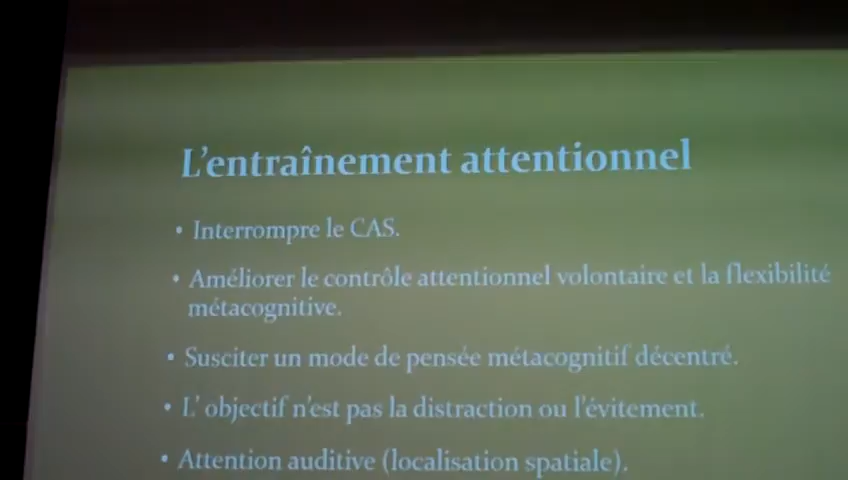 L'entraînement attentionnel
• Interrompre le CAS.
• Améliorer le contrôle attentionnel volontaire et la flexibilité
métacognitive.
• Susciter un mode de pensée métacognitif décentré.
• L' objectif n'est pas la distraction ou l'évitement.
• Attention auditive (localisation spatiale).